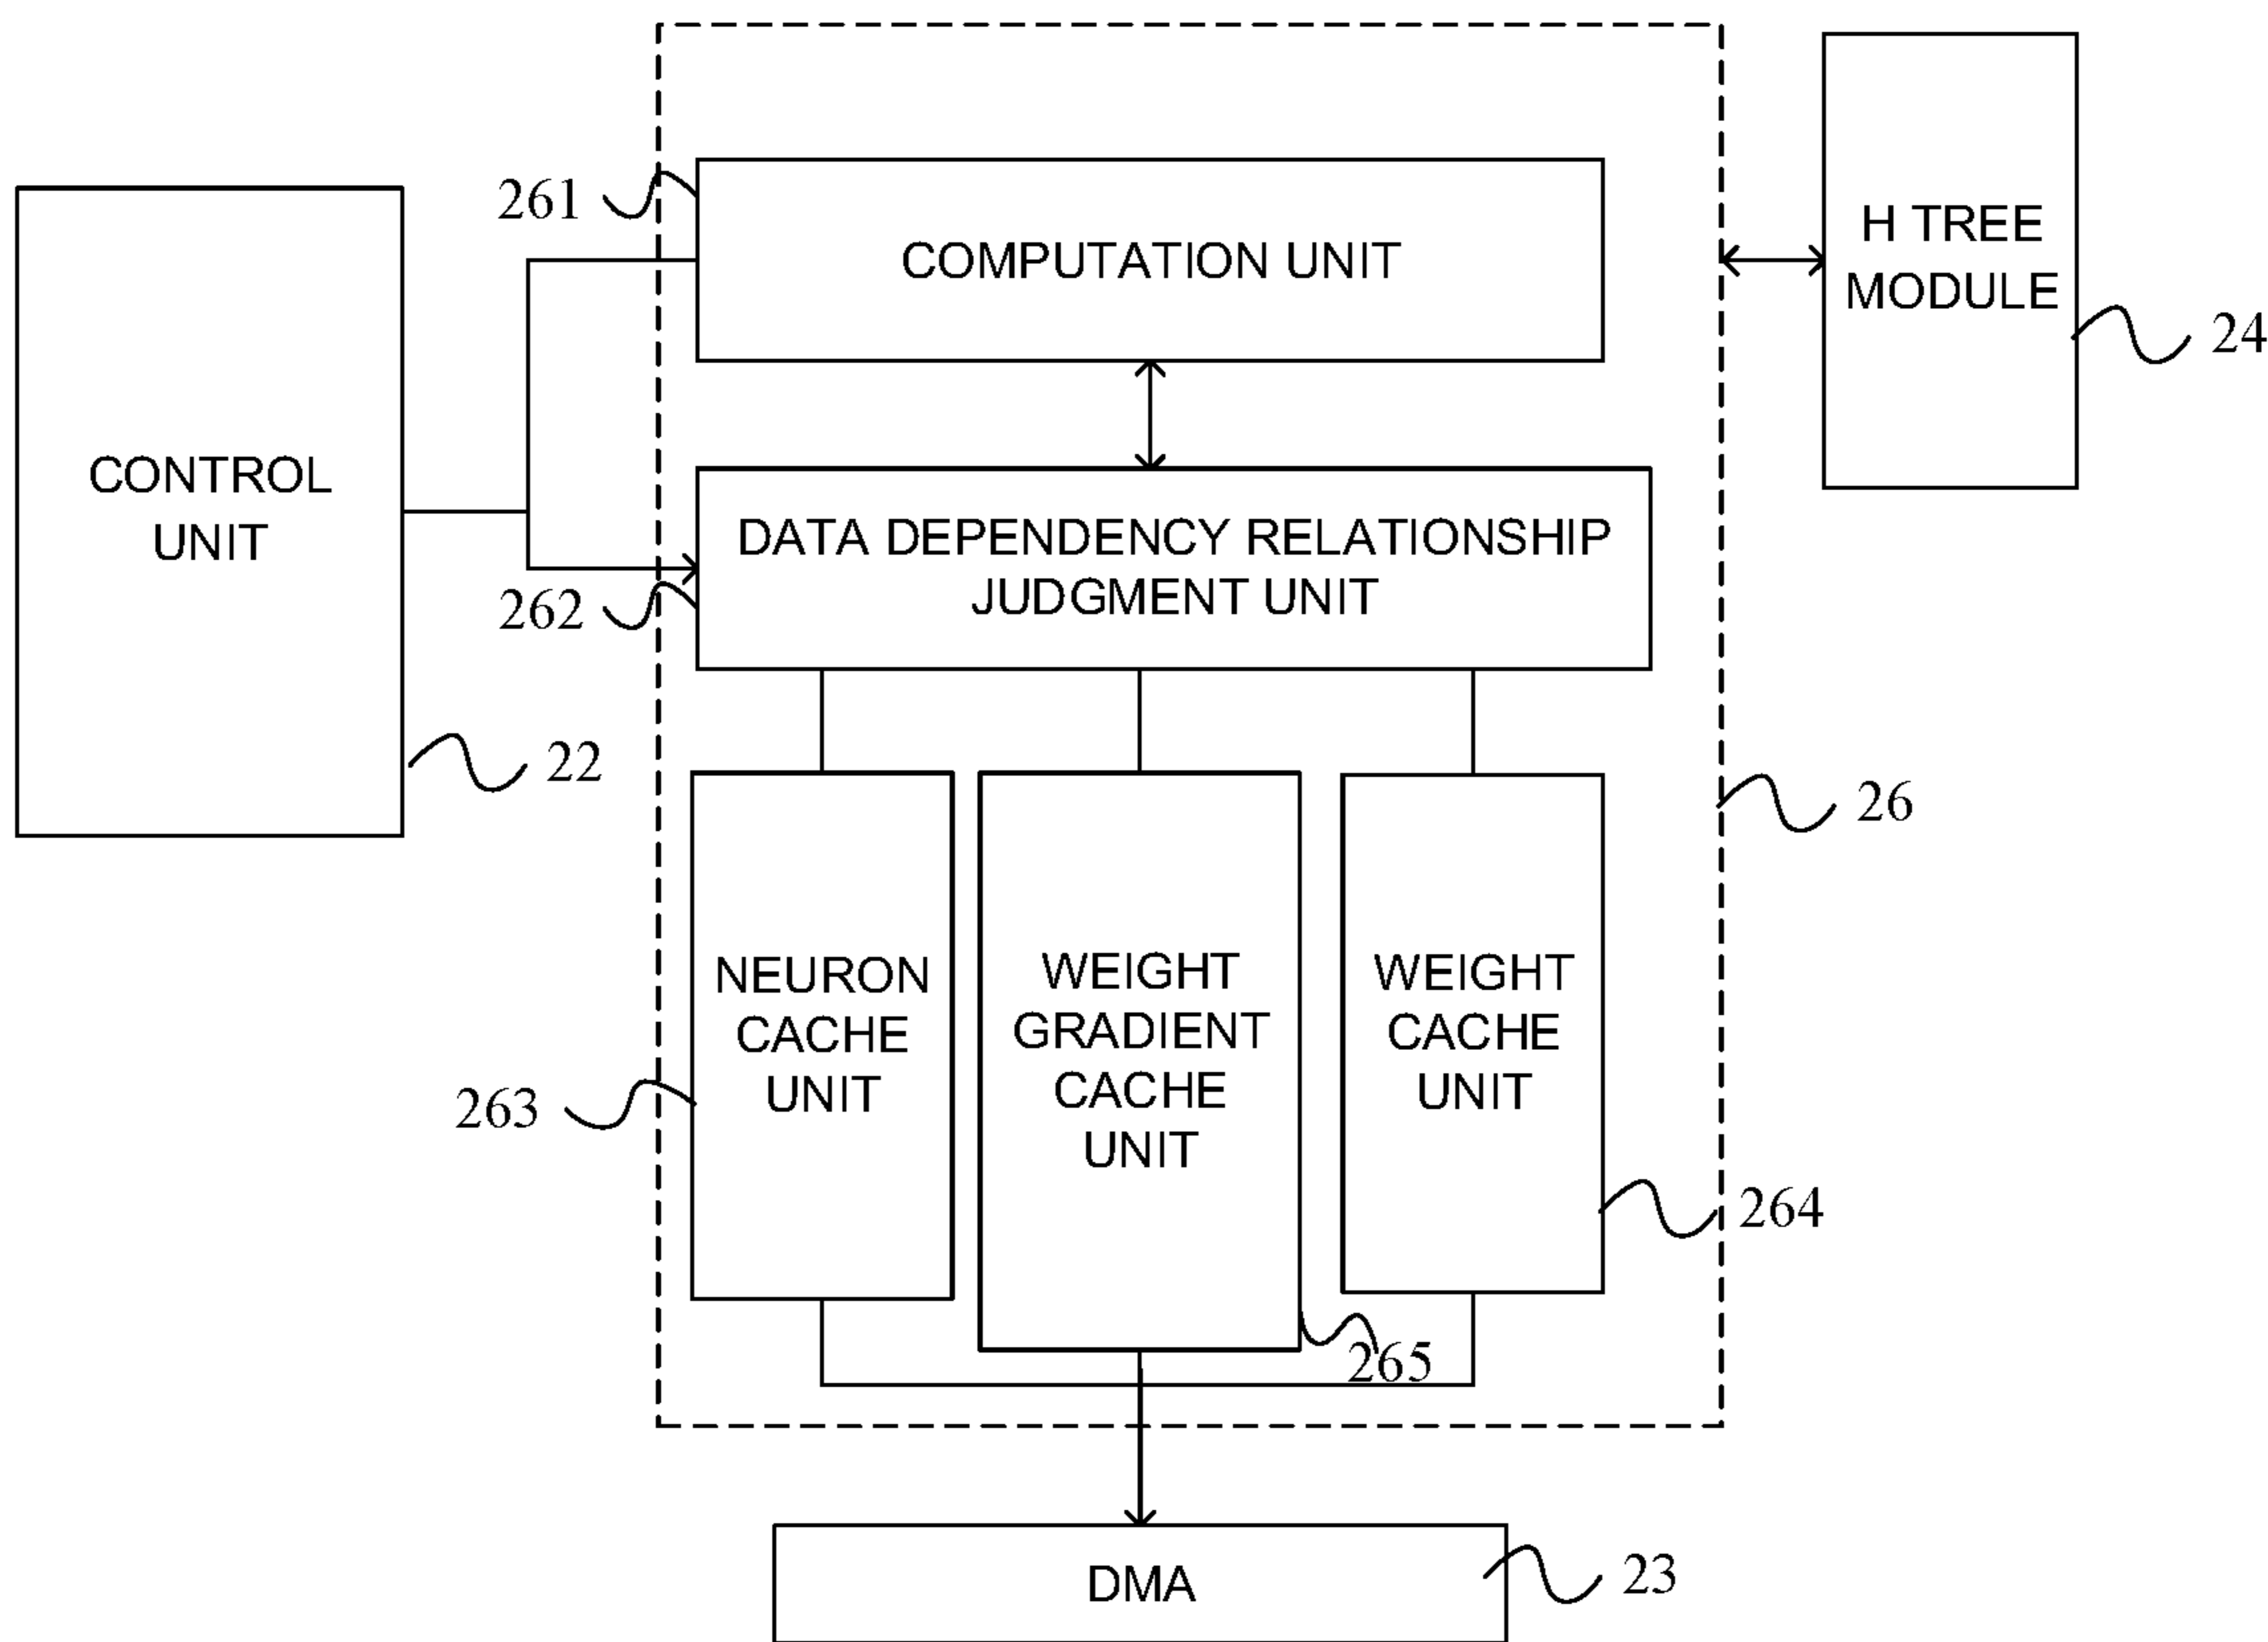 H TREE
MODULE
24
261
COMPUTATION UNIT
CONTROL
UNIT
22
DATA DEPENDENCY RELATIONSHIP
JUDGMENT UNIT
262
26
NEURON
CACHE
UNIT
263
WEIGHT
GRADIENT
CACHE
UNIT
265
WEIGHT
CACHE
UNIT
264
DMA
23